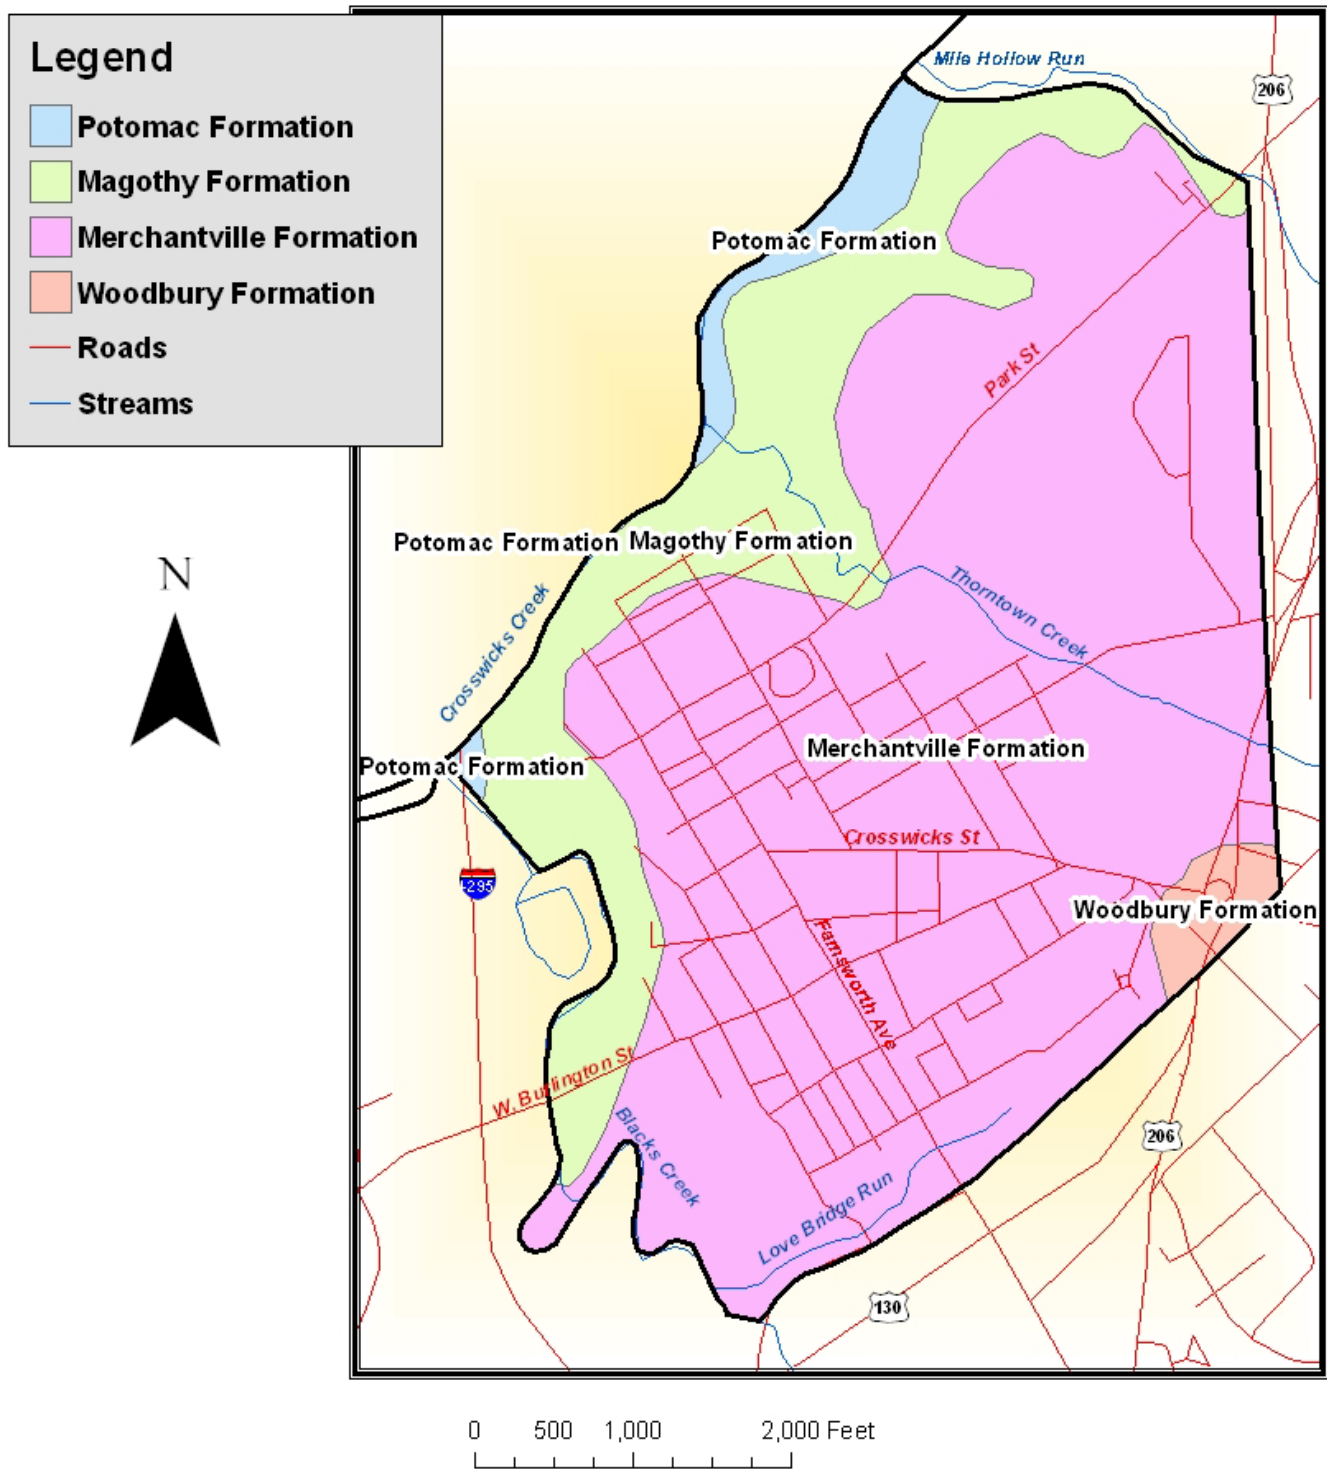 Legend
Potomac Formation
Magothy Formation
Merchantville Formation
Woodbury Formation
Roads
Streams
N
Mile Hollow Run
206
Potomac Formation
Park St
Potomac Formation
Magothy Formation
Thorntown Creek
Crosswicks Creek
Merchantville Formation
Potomac Formation
Crosswicks St
I-295
Woodbury Formation
Farnsworth Ave
W. Burlington St
Blacks Creek
206
Love Bridge Run
130
0 500 1,000 2,000 Feet